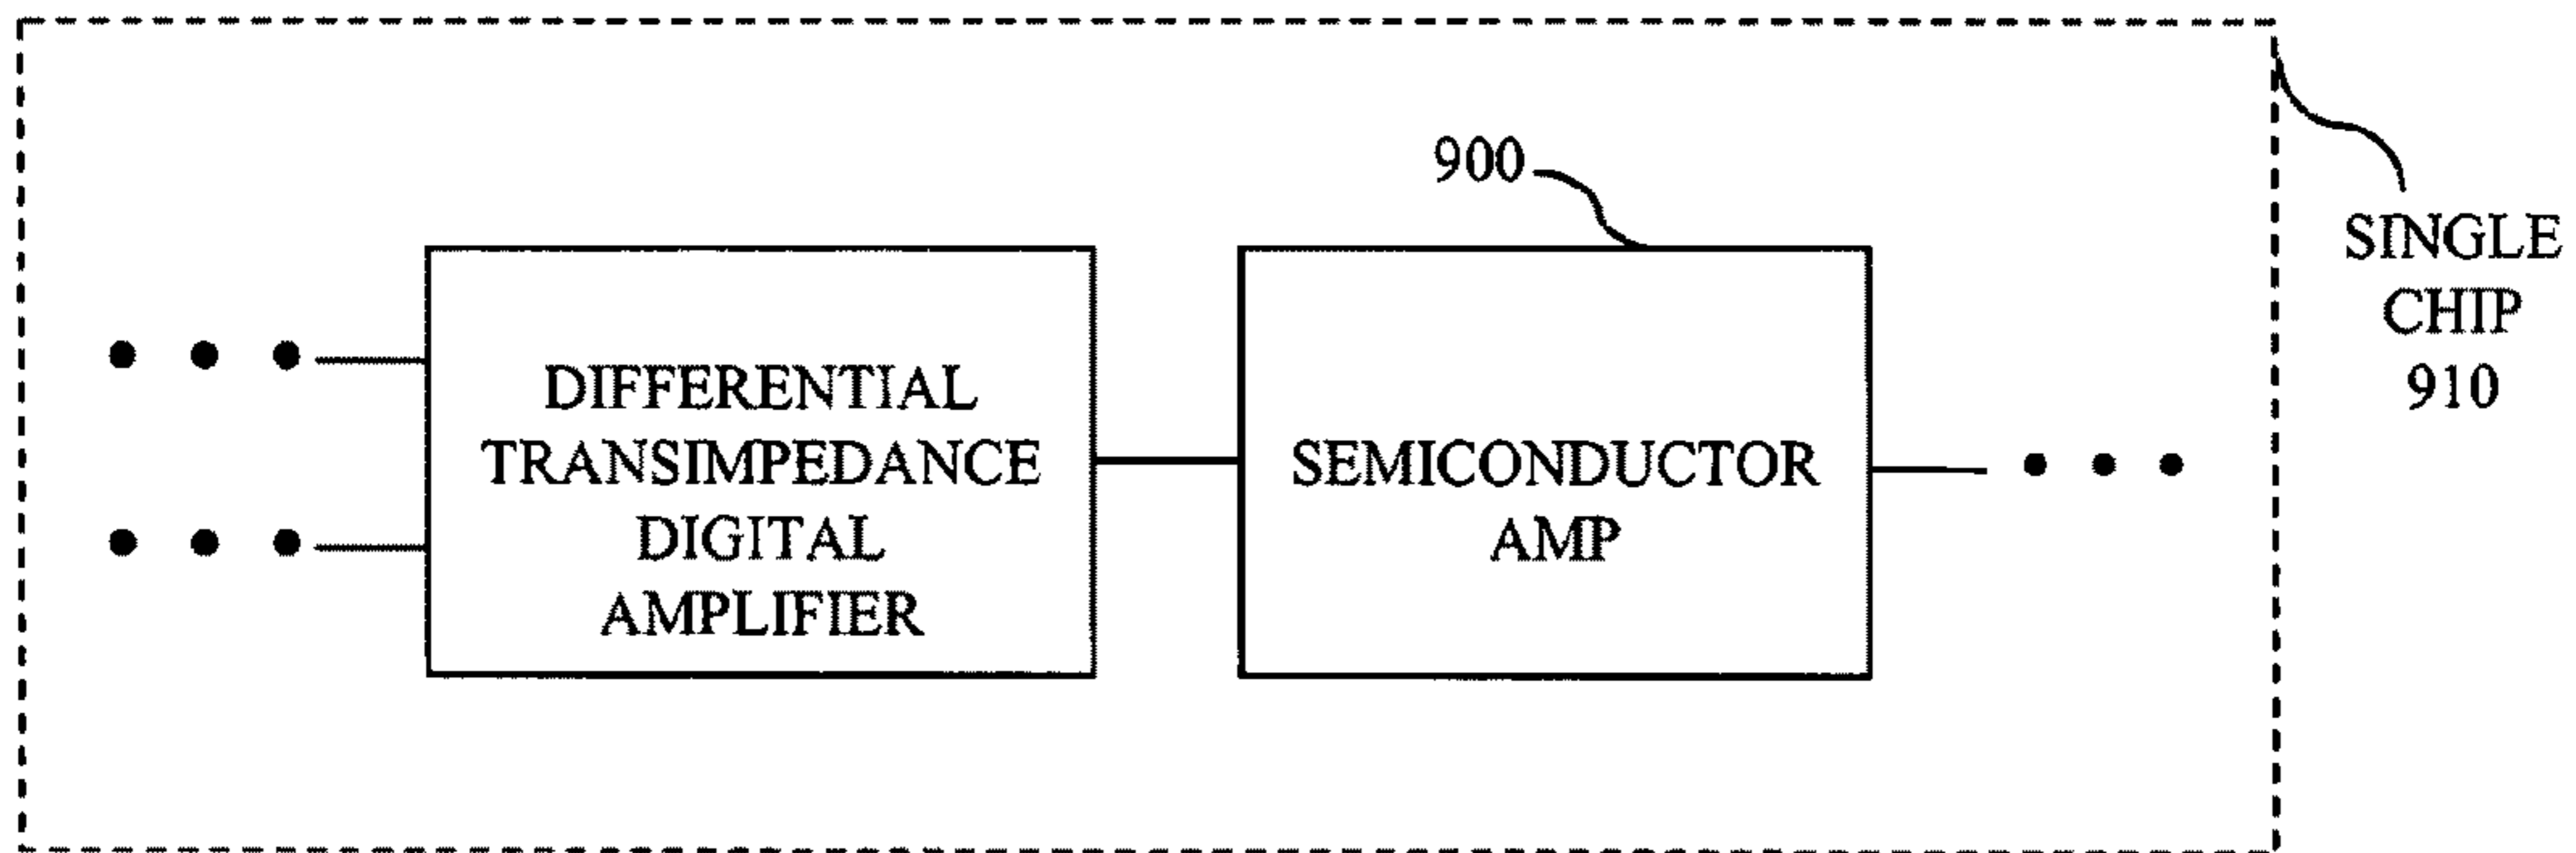 900
SINGLE
CHIP
910
DIFFERENTIAL
TRANSIMPEDANCE
DIGITAL
AMPLIFIER
SEMICONDUCTOR
AMP